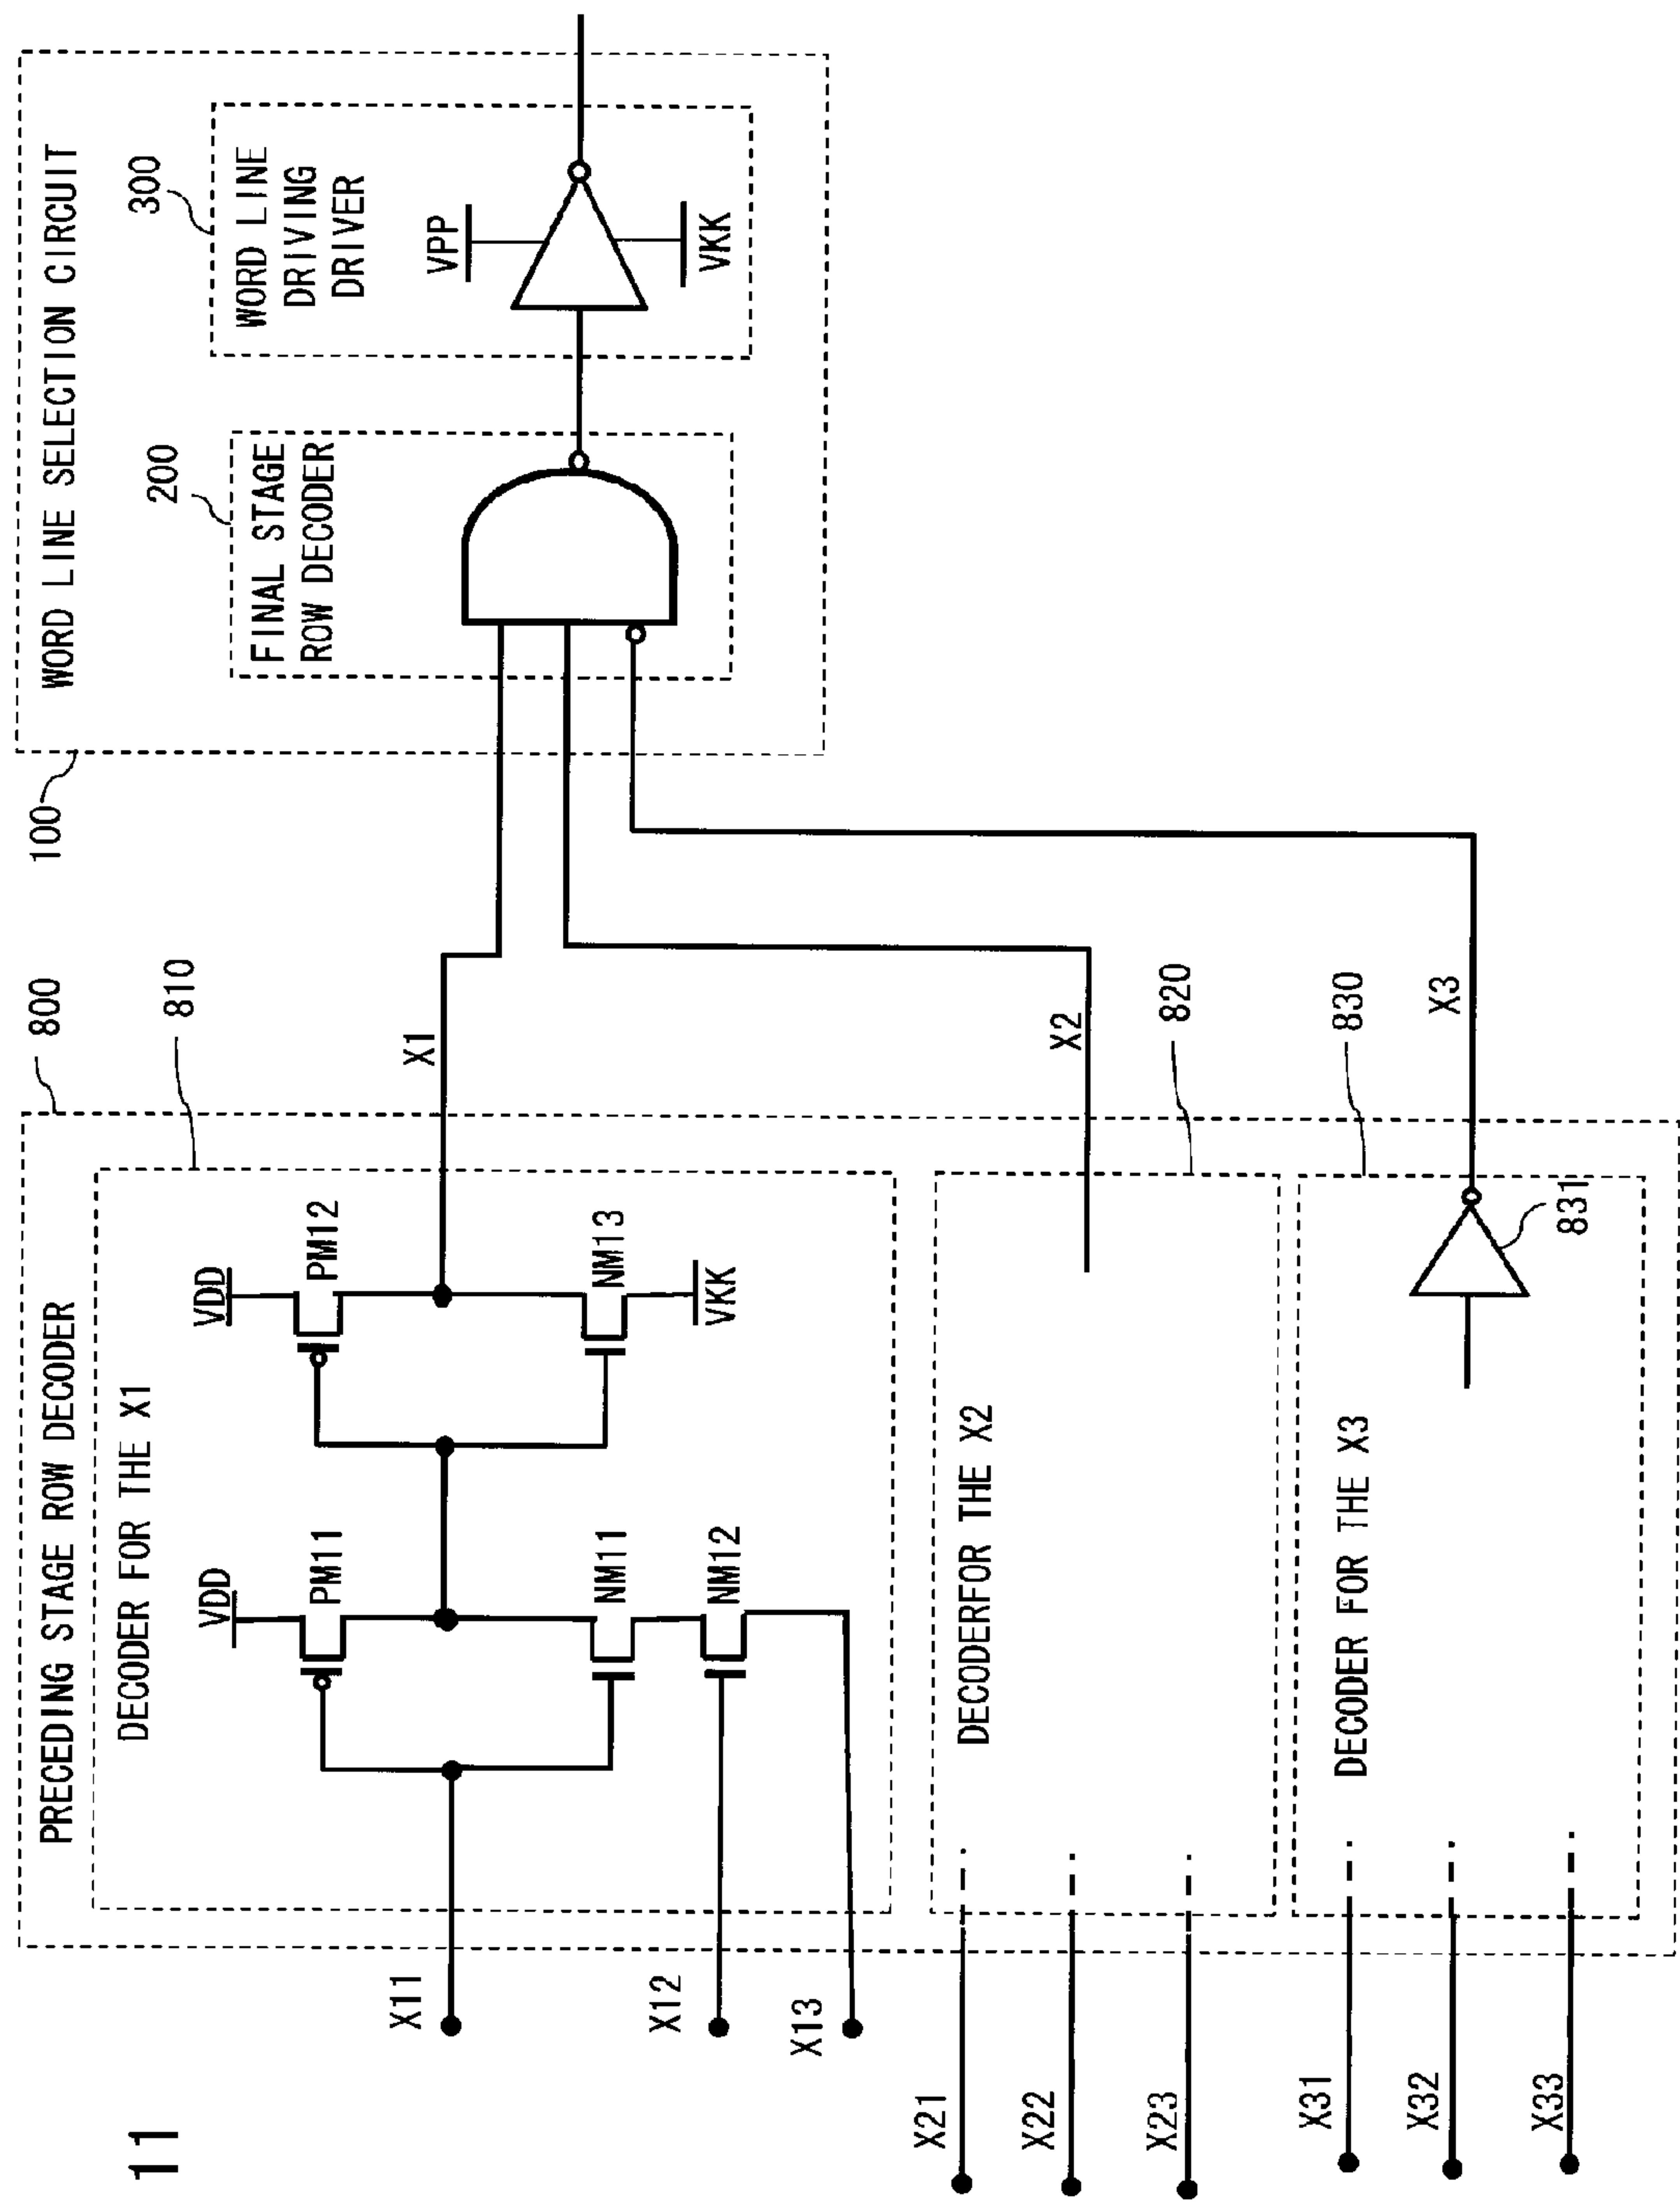 11
PRECEDING STAGE ROW DECODER
800
DECODER FOR THE X1
810
VDD
PM11
NM11
NM12
VDD
PM12
NM13
VKK
X11
X12
X13
X1
DECODERFOR THE X2
820
X21
X22
X23
X2
DECODER FOR THE X3
830
831
X31
X32
X33
X3
100
WORD LINE SELECTION CIRCUIT
200
FINAL STAGE
ROW DECODER
300
WORD LINE
DRIVING
DRIVER
VPP
VKK